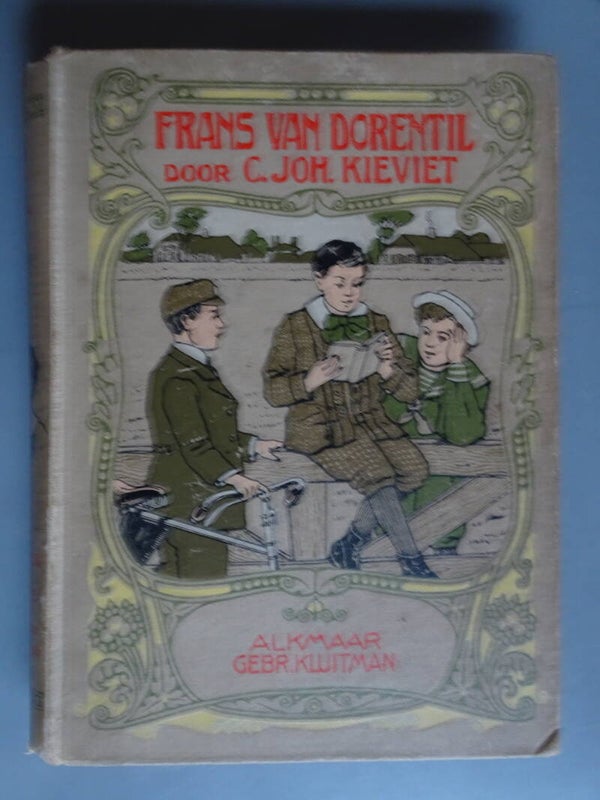 FRANS VAN DORENTIL
DOOR C. JOH. KIEVIET
ALKMAAR
GEBR. KLUITMAN